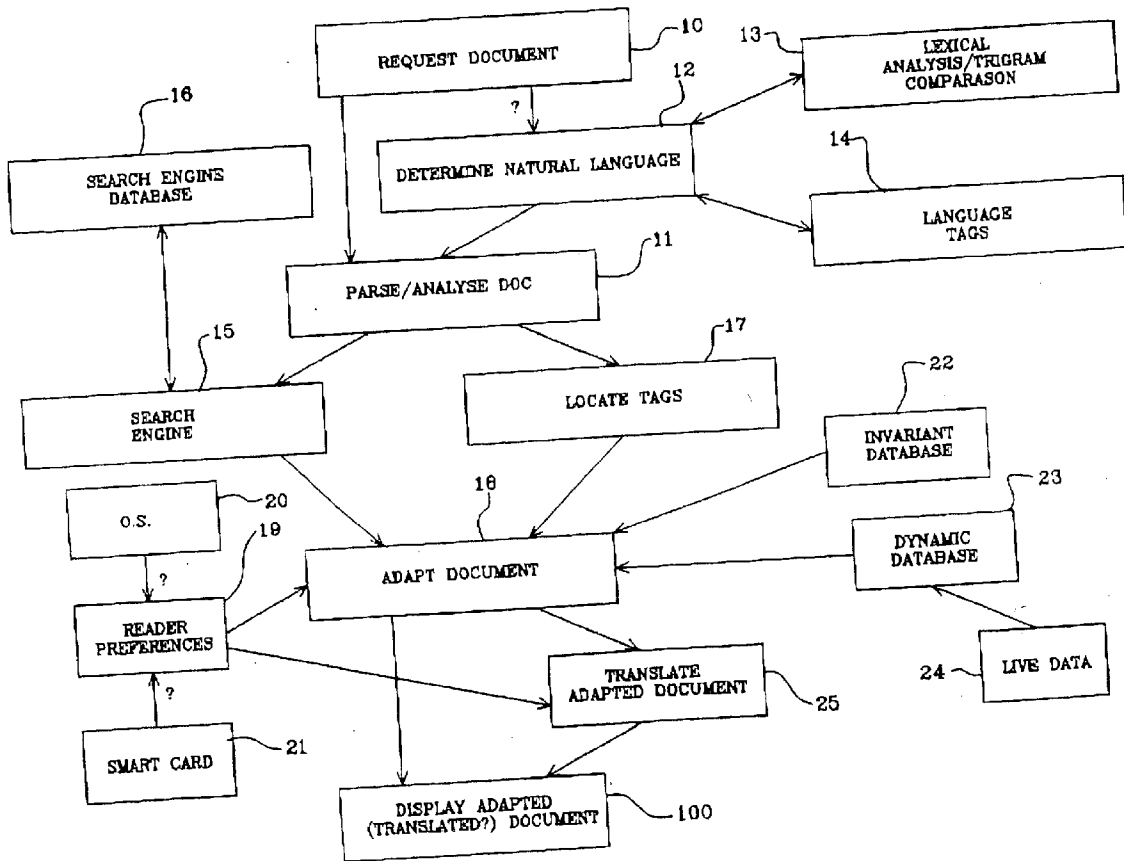 10
REQUEST DOCUMENT
13
LEXICAL
ANALYSIS/TRIGRAM
COMPARASON
12
?
16
DETERMINE NATURAL LANGUAGE
14
SEARCH ENGINE
DATABASE
LANGUAGE
TAGS
11
PARSE/ANALYSE DOC
15
17
LOCATE TAGS
22
SEARCH
ENGINE
INVARIANT
DATABASE
18
20
23
O.S.
19
?
ADAPT DOCUMENT
DYNAMIC
DATABASE
READER
PREFERENCES
TRANSLATE
ADAPTED DOCUMENT
24
LIVE DATA
?
25
21
SMART CARD
DISPLAY ADAPTED
(TRANSLATED?) DOCUMENT
100